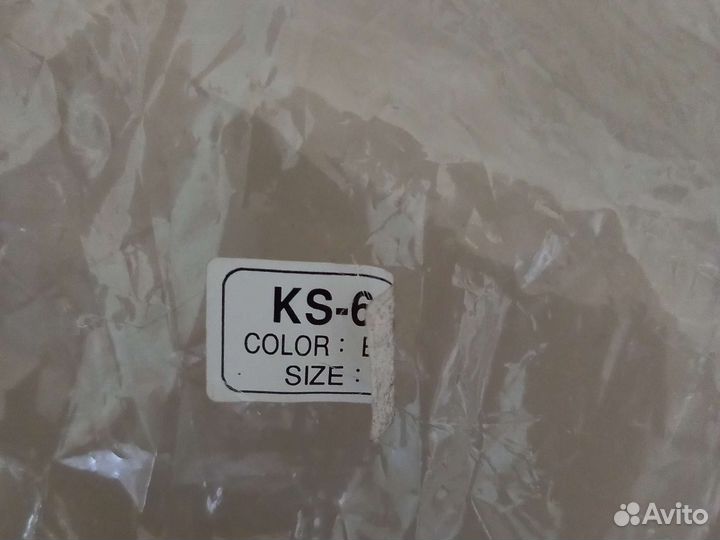 KS-6
COLOR :
SIZE :
Avito